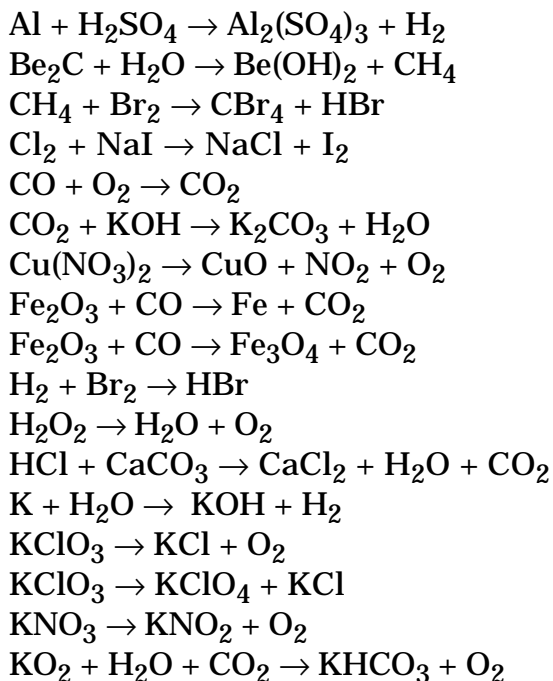 Al + H₂SO₄ → Al₂(SO₄)₃ + H₂
Be₂C + H₂O → Be(OH)₂ + CH₄
CH₄ + Br₂ → CBr₄ + HBr
Cl₂ + NaI → NaCl + I₂
CO + O₂ → CO₂
CO₂ + KOH → K₂CO₃ + H₂O
Cu(NO₃)₂ → CuO + NO₂ + O₂
Fe₂O₃ + CO → Fe + CO₂
Fe₂O₃ + CO → Fe₃O₄ + CO₂
H₂ + Br₂ → HBr
H₂O₂ → H₂O + O₂
HCl + CaCO₃ → CaCl₂ + H₂O + CO₂
K + H₂O → KOH + H₂
KClO₃ → KCl + O₂
KClO₃ → KClO₄ + KCl
KNO₃ → KNO₂ + O₂
KO₂ + H₂O + CO₂ → KHCO₃ + O₂